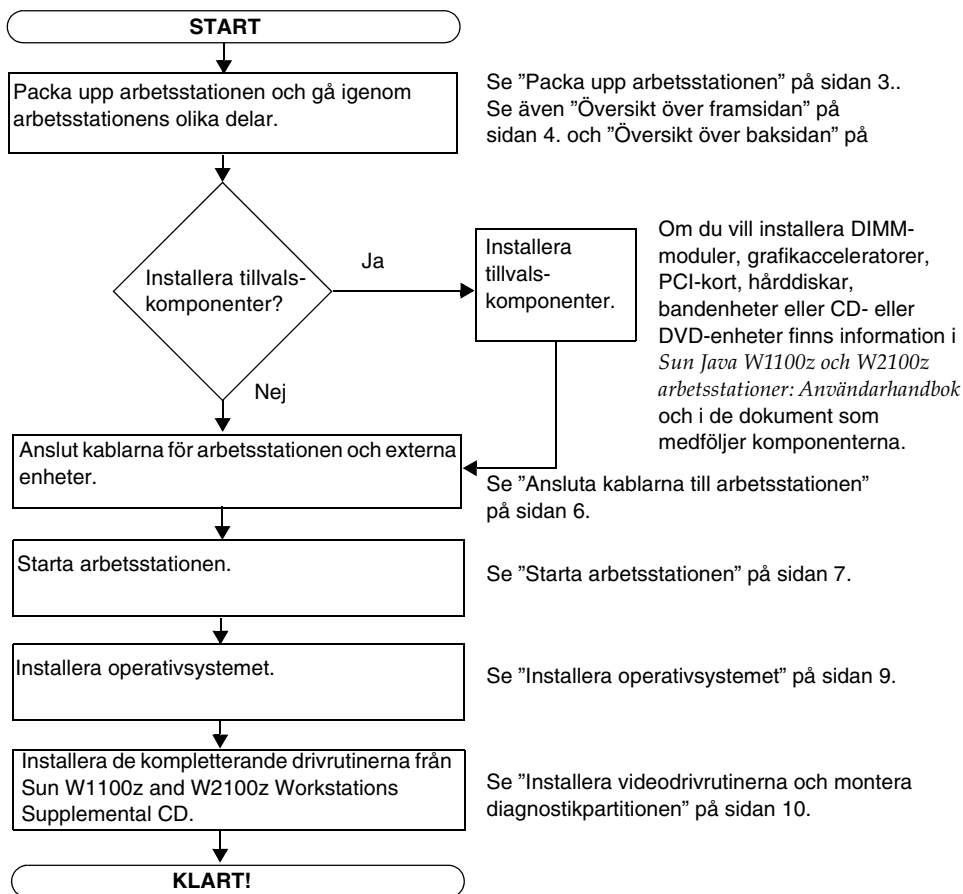 START
Packa upp arbetsstationen och gå igenom
arbetsstationens olika delar.
Se ”Packa upp arbetsstationen” på sidan 3..
Se även ”Översikt över framsidan” på
sidan 4. och ”Översikt över baksidan” på
Installera tillvals-
komponenter?
Ja
Installera
tillvals-
komponenter.
Om du vill installera DIMM-
moduler, grafikacceleratorer,
PCI-kort, hårddiskar,
bandenheter eller CD- eller
DVD-enheter finns information i
Sun Java W1100z och W2100z
arbetsstationer: Användarhandbok
och i de dokument som
medföljer komponenterna.
Nej
Anslut kablarna för arbetsstationen och externa
enheter.
Se ”Ansluta kablarna till arbetsstationen”
på sidan 6.
Starta arbetsstationen.
Se ”Starta arbetsstationen” på sidan 7.
Installera operativsystemet.
Se ”Installera operativsystemet” på sidan 9.
Installera de kompletterande drivrutinerna från
Sun W1100z and W2100z Workstations
Supplemental CD.
Se ”Installera videodrivrutinerna och montera
diagnostikpartitionen” på sidan 10.
KLART!